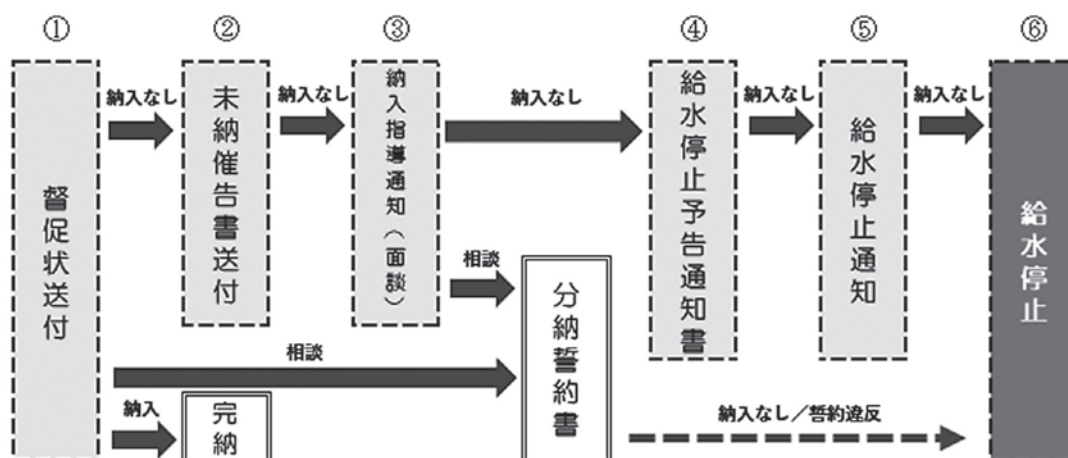 ①
②
③
④
⑤
⑥
督促状送付
納入なし
未納催告書送付
納入なし
納入指導通知（面談）
納入なし
給水停止予告通知書
納入なし
給水停止通知
納入なし
給水停止
相談
分納誓約書
相談
納入
完納
納入なし／誓約違反